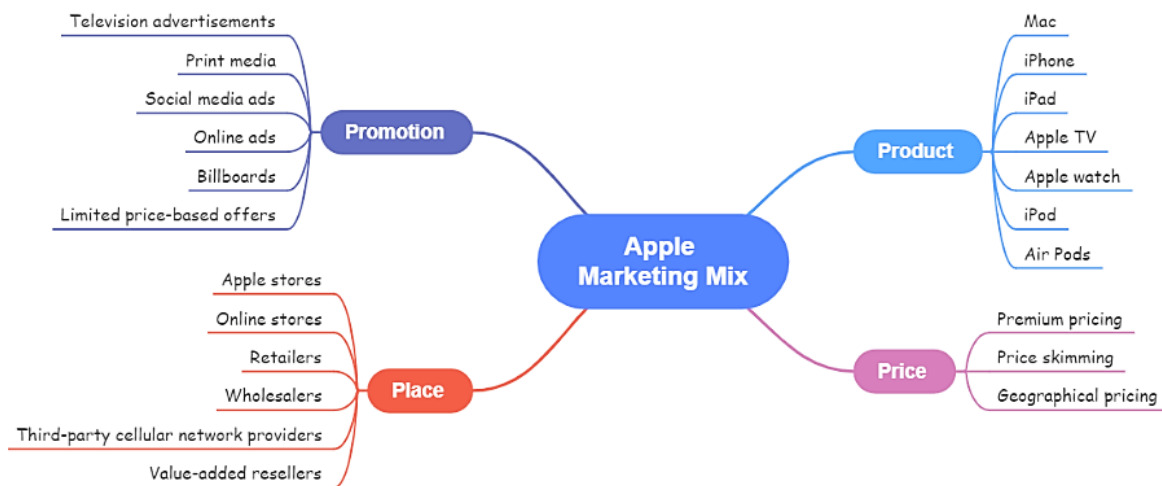 Television advertisements
Print media
Social media ads
Online ads
Billboards
Limited price-based offers
Promotion
Apple stores
Online stores
Retailers
Wholesalers
Third-party cellular network providers
Value-added resellers
Place
Apple
Marketing Mix
Product
Mac
iPhone
iPad
Apple TV
Apple watch
iPod
Air Pods
Price
Premium pricing
Price skimming
Geographical pricing